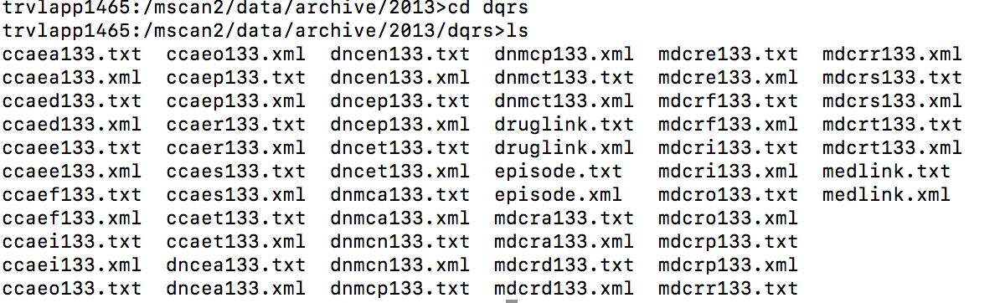 trvlapp1465:/mscan2/data/archive/2013>cd dqrs
trvlapp1465:/mscan2/data/archive/2013/dqrs>ls
ccaea133.txt  ccaeo133.xml  dncen133.txt  dnmcp133.xml  mdcre133.txt  mdcrr133.xml
ccaea133.xml  ccaep133.txt  dncen133.xml  dnmct133.txt  mdcre133.xml  mdcrs133.txt
ccaed133.txt  ccaep133.xml  dncep133.txt  dnmct133.xml  mdcrf133.txt  mdcrs133.xml
ccaed133.xml  ccaer133.txt  dncep133.xml  druglink.txt  mdcrf133.xml  mdcrt133.txt
ccaee133.txt  ccaer133.xml  dncet133.txt  druglink.xml  mdcri133.txt  mdcrt133.xml
ccaee133.xml  ccaes133.txt  dncet133.xml  episode.txt   mdcri133.xml  medlink.txt
ccaef133.txt  ccaes133.xml  dnmca133.txt  episode.xml   mdcro133.txt  medlink.xml
ccaef133.xml  ccaet133.txt  dnmca133.xml  mdcra133.txt  mdcro133.xml
ccaei133.txt  ccaet133.xml  dnmcn133.txt  mdcra133.xml  mdcrp133.txt
ccaei133.xml  dncea133.txt  dnmcn133.xml  mdcrd133.txt  mdcrp133.xml
ccaeo133.txt  dncea133.xml  dnmcp133.txt  mdcrd133.xml  mdcrr133.txt